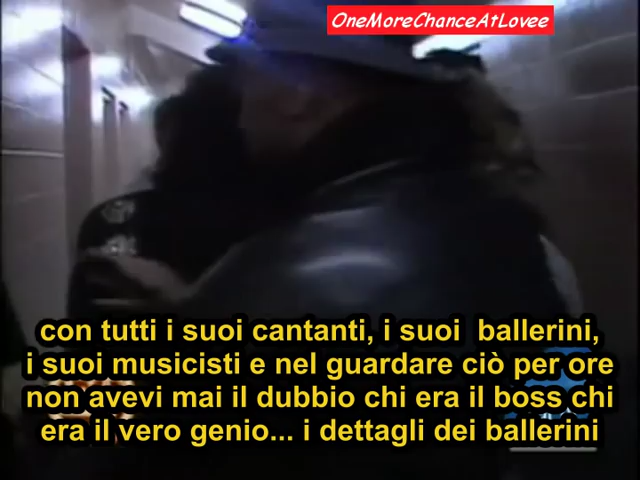 OneMoreChanceAtLovee
con tutti i suoi cantanti, i suoi ballerini,
i suoi musicisti e nel guardare ciò per ore
non avevi mai il dubbio chi era il boss chi
era il vero genio... i dettagli dei ballerini